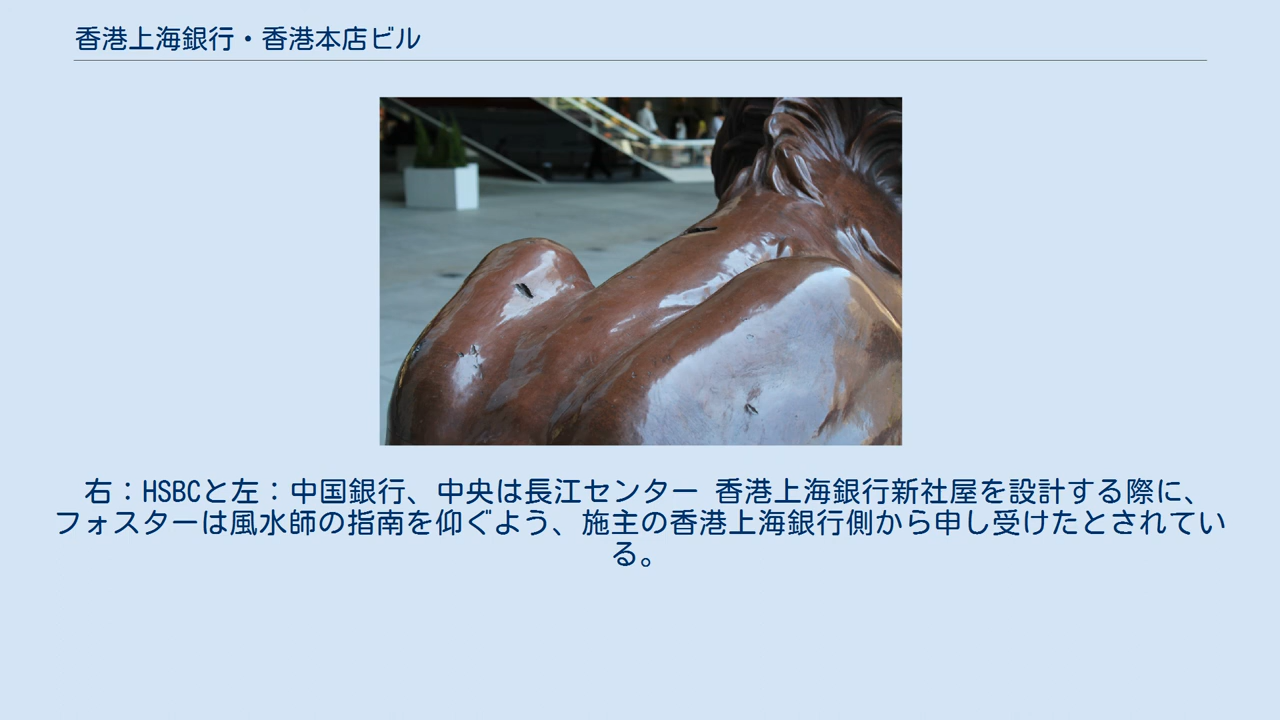 香港上海銀行・香港本店ビル
右：HSBCと左：中国銀行、中央は長江センター 香港上海銀行新社屋を設計する際に、
フォスターは風水師の指南を仰ぐよう、施主の香港上海銀行側から申し受けたとされてい
る。